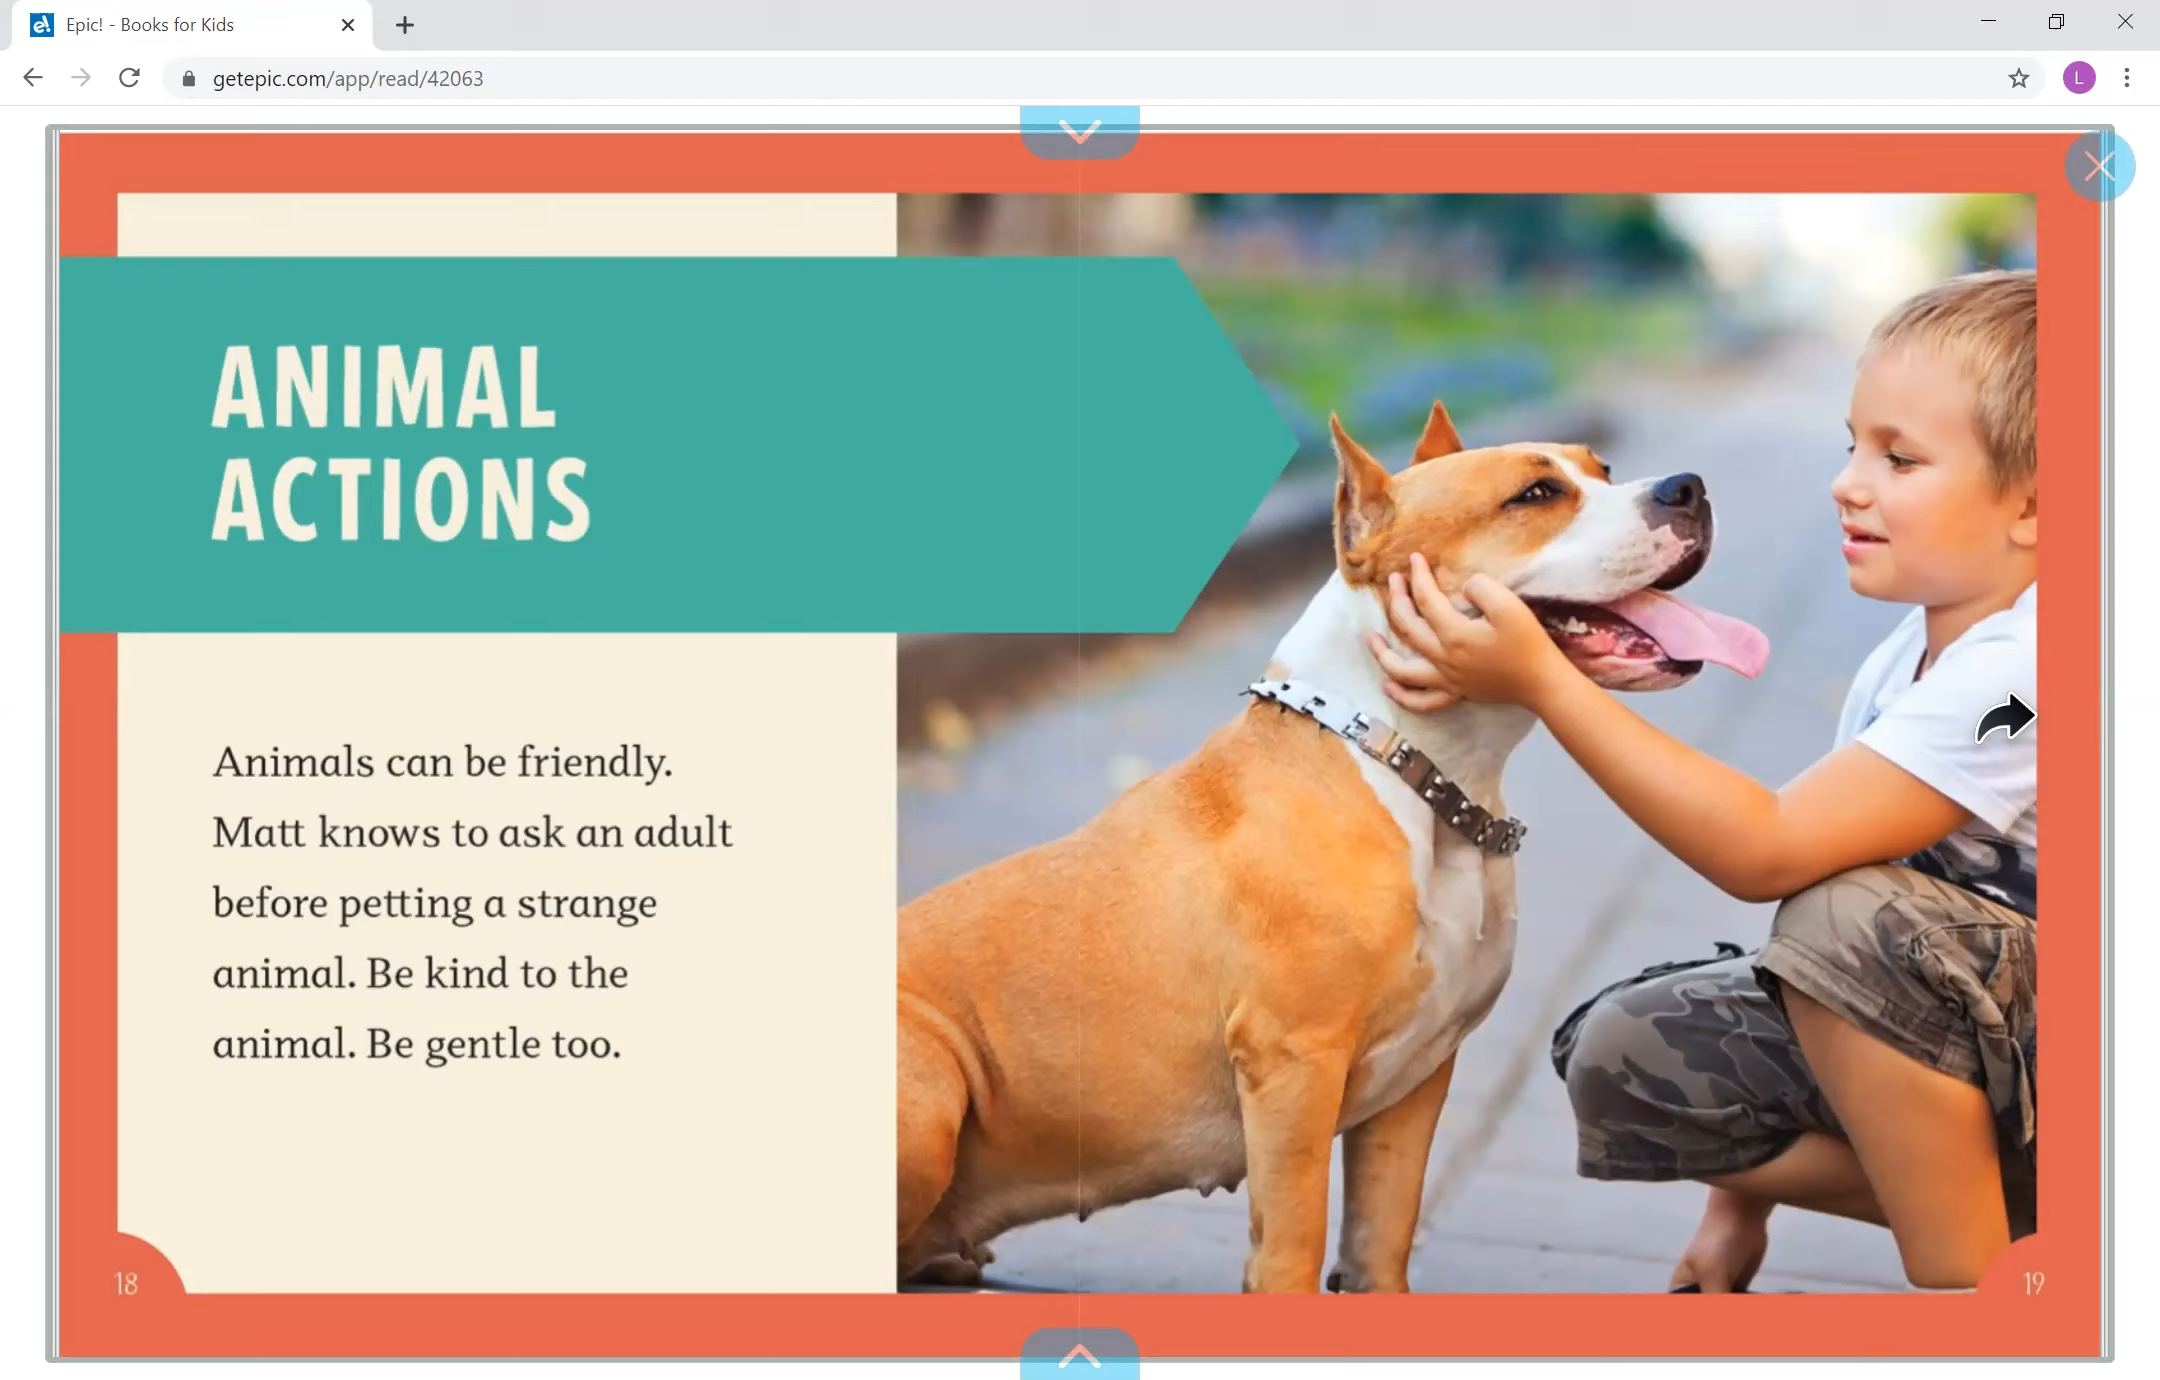 Epic! - Books for Kids
getepic.com/app/read/42063
L
ANIMAL
ACTIONS
Animals can be friendly.
Matt knows to ask an adult
before petting a strange
animal. Be kind to the
animal. Be gentle too.
18
19